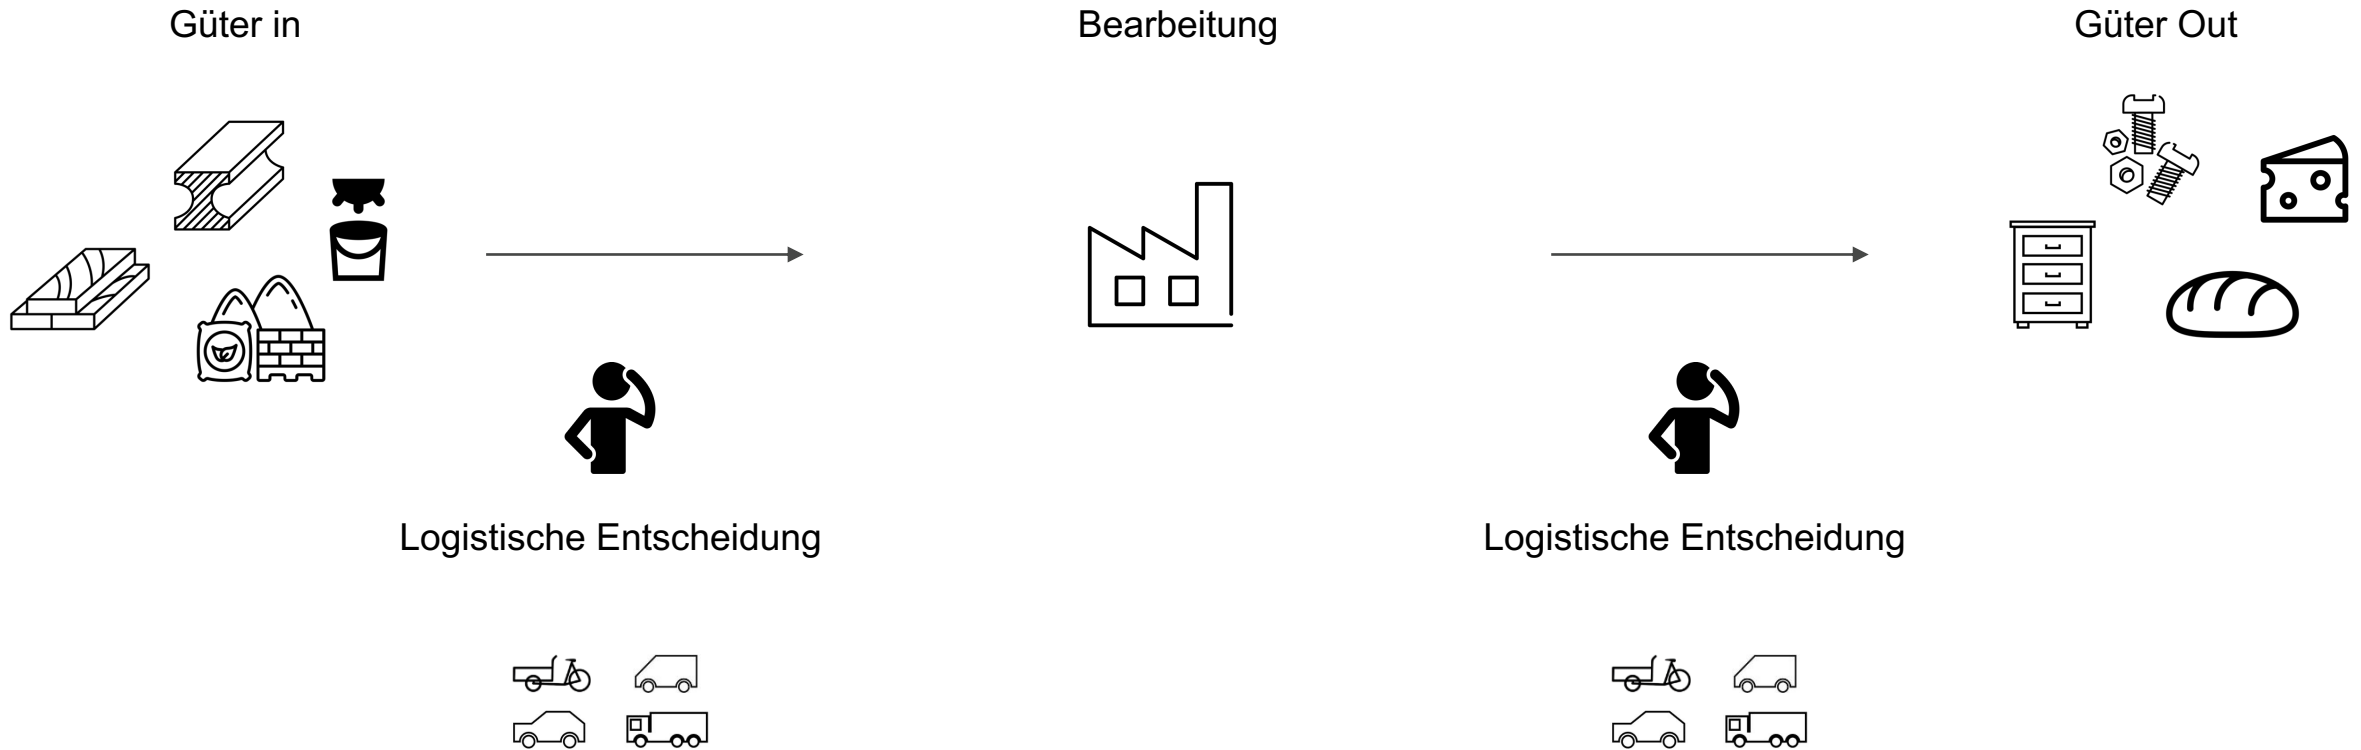 Güter in
Bearbeitung
Güter Out
Logistische Entscheidung
Logistische Entscheidung